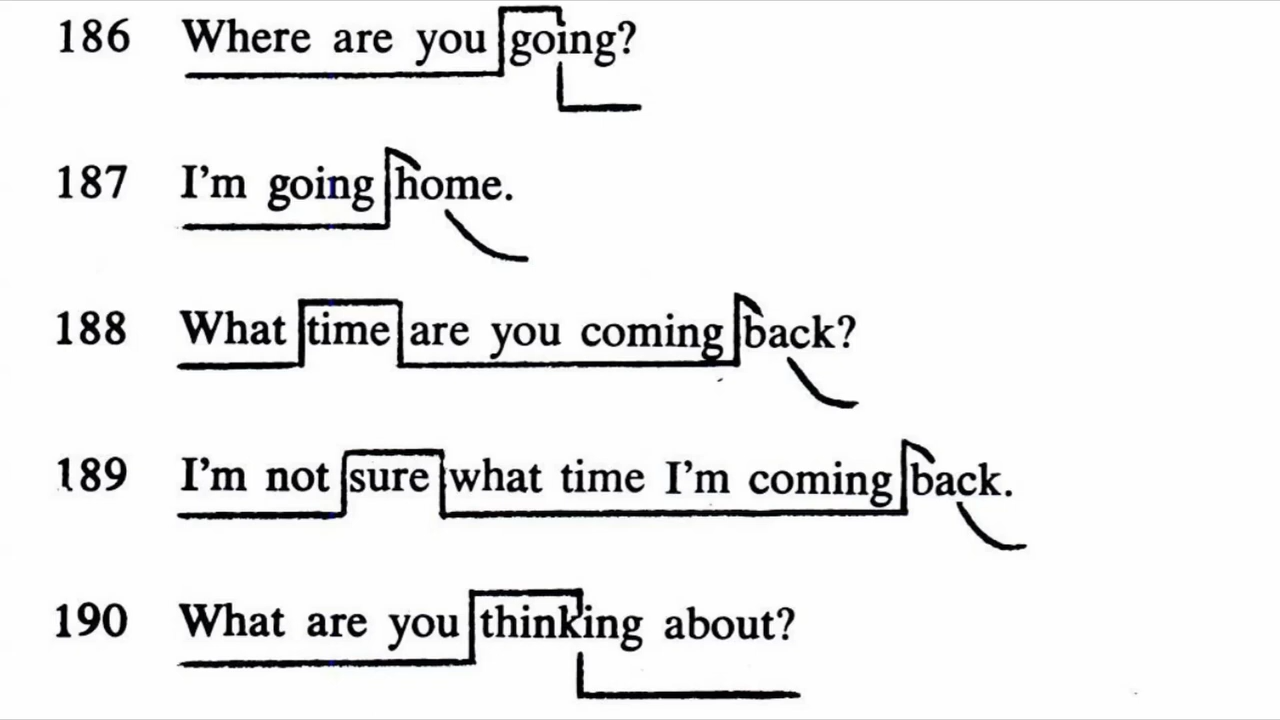 186 Where are you going?
187 I'm going home.
188 What time are you coming back?
189 I'm not sure what time I'm coming back.
190 What are you thinking about?